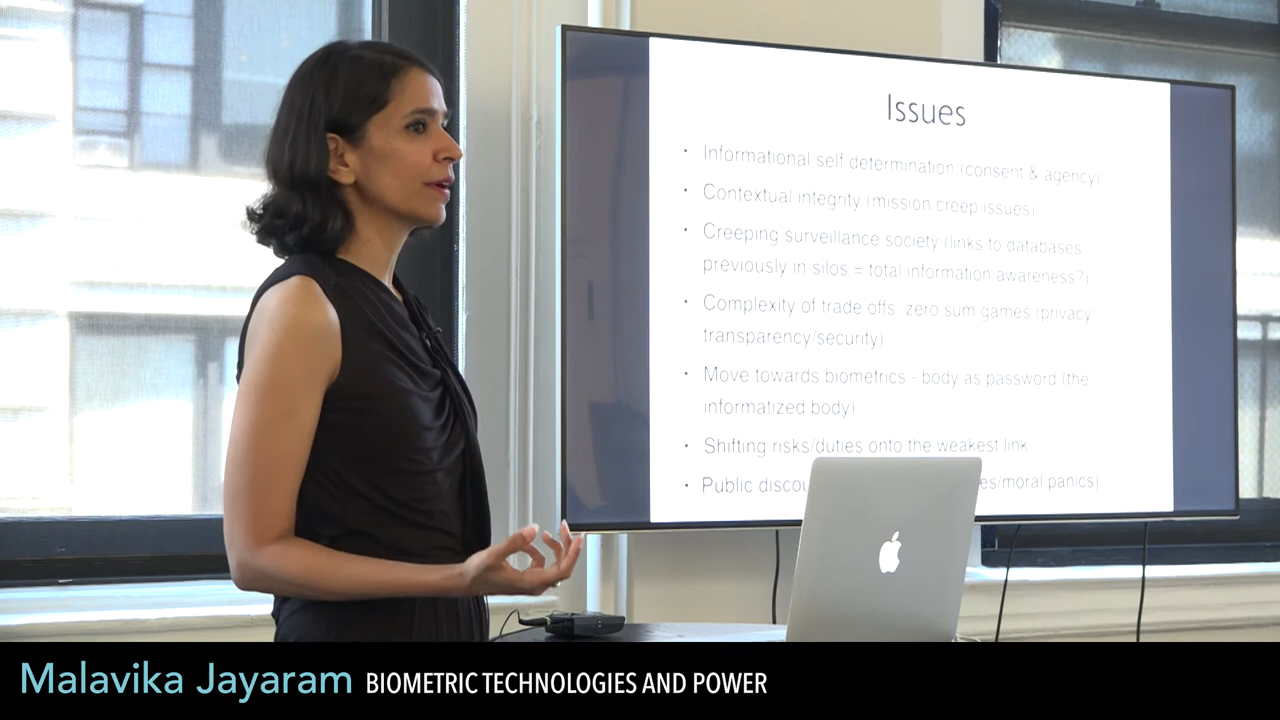 Issues
• Informational self determination (consent & agency)
• Contextual integrity (mission creep issues)
• Creeping surveillance society (links to databases
previously in silos = total information awareness?)
• Complexity of trade offs zero sum games (privacy/
transparency/security)
• Move towards biometrics - body as password (the
informatized body)
• Shifting risks/duties onto the weakest link
• Public es/moral panics)
Malavika Jayaram BIOMETRIC TECHNOLOGIES AND POWER